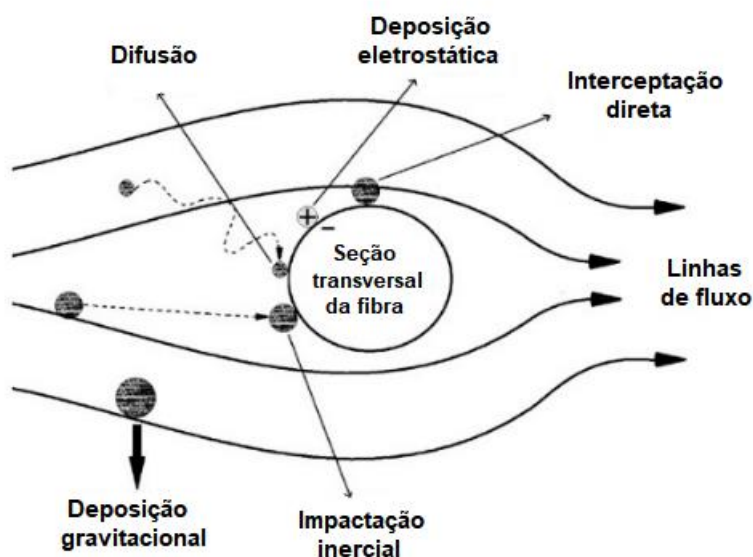 Difusão
Deposição
eletrostática
Interceptação
direta
+
−
Seção
transversal
da fibra
Linhas
de fluxo
Deposição
gravitacional
Impactação
inercial